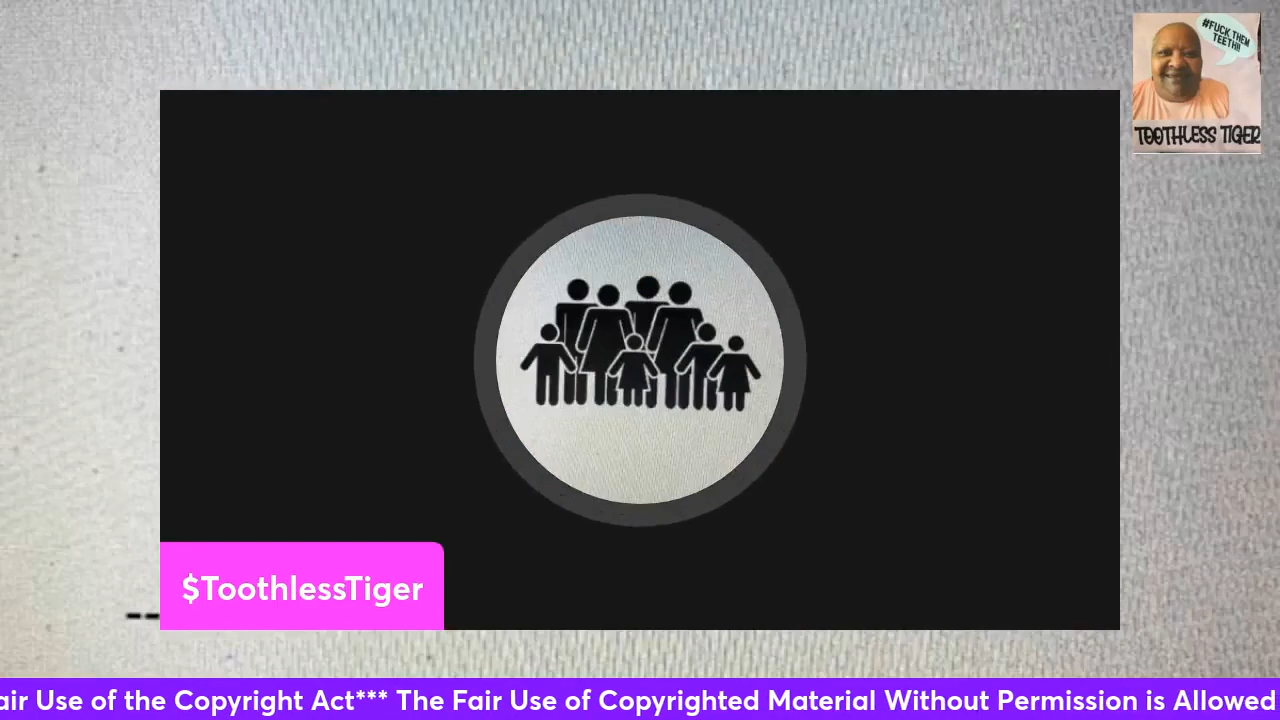 #FUCK THEM
TEETH!!
TOOTHLESS TIGER
$ToothlessTiger
air Use of the Copyright Act*** The Fair Use of Copyrighted Material Without Permission is Allowed